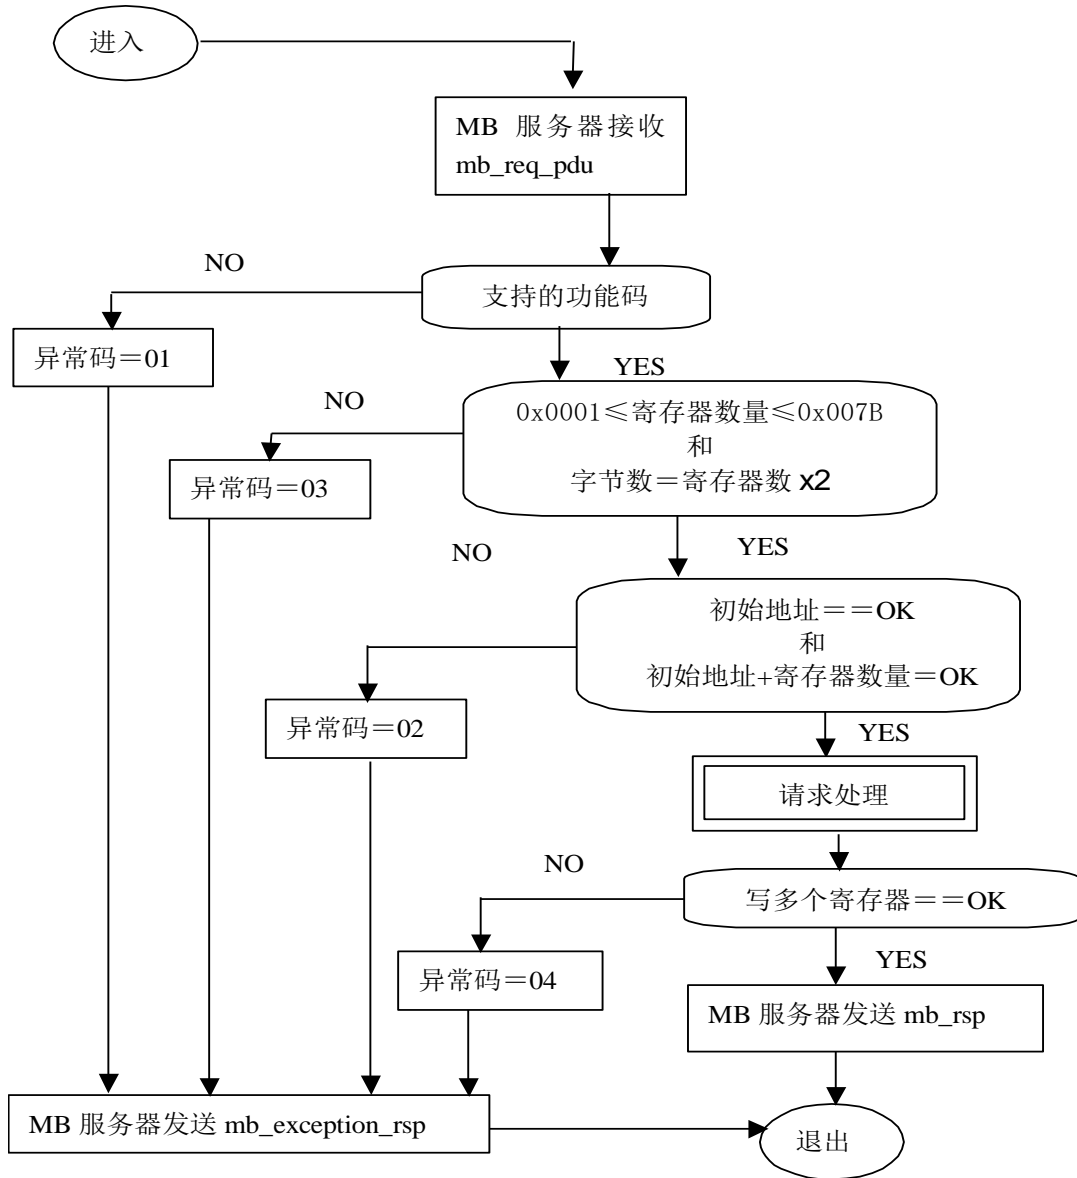 进入
MB 服务器接收
mb_req_pdu
NO
支持的功能码
异常码＝01
YES
NO
0x0001≤寄存器数量≤0x007B
和
字节数＝寄存器数 x2
异常码＝03
NO
YES
初始地址＝＝OK
和
初始地址+寄存器数量＝OK
异常码＝02
YES
请求处理
NO
写多个寄存器＝＝OK
异常码＝04
YES
MB 服务器发送 mb_rsp
MB 服务器发送 mb_exception_rsp
退出